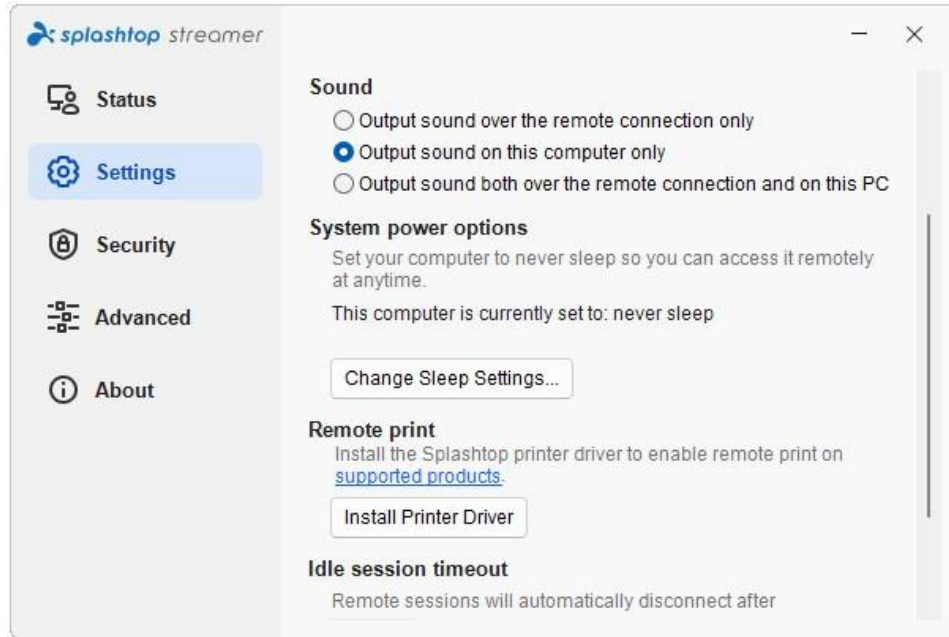 splashtop streamer
Status
Settings
Security
Advanced
About
Sound
Output sound over the remote connection only
Output sound on this computer only
Output sound both over the remote connection and on this PC
System power options
Set your computer to never sleep so you can access it remotely
at anytime.
This computer is currently set to: never sleep
Change Sleep Settings...
Remote print
Install the Splashtop printer driver to enable remote print on
supported products.
Install Printer Driver
Idle session timeout
Remote sessions will automatically disconnect after